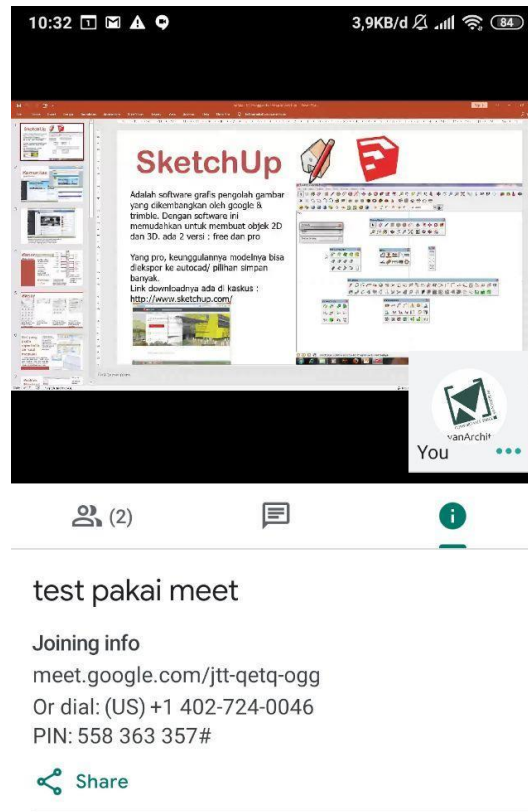 10:32
3,9KB/d
84
SketchUp
Adalah software grafis pengolah gambar
yang dikembangkan oleh google &
trimble. Dengan software ini
memudahkan untuk membuat objek 2D
dan 3D. ada 2 versi : free dan pro
Yang pro, keunggulannya modelnya bisa
diekspor ke autocad/ pilihan simpan
banyak.
Link downloadnya ada di kaskus :
http://www.sketchup.com/
vanArchit
You
(2)
test pakai meet
Joining info
meet.google.com/jtt-qetq-ogg
Or dial: (US) +1 402-724-0046
PIN: 558 363 357#
Share